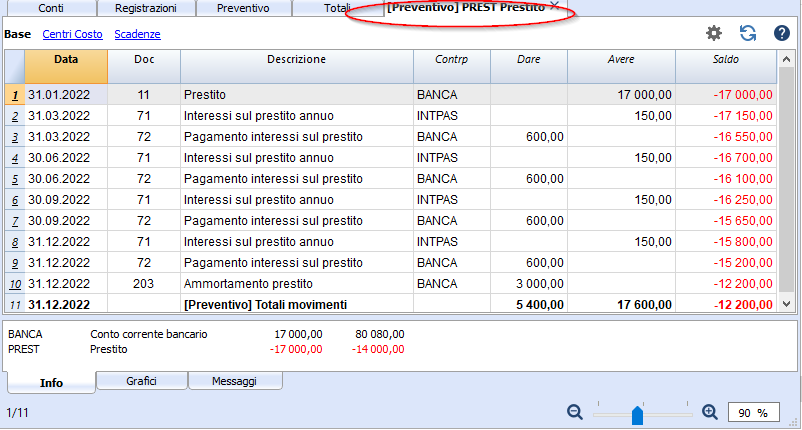 Conti Registrazioni Preventivo Totali [Preventivo] PREST Prestito
Base Centri Costo Scadenze
Data Doc Descrizione Contrp Dare Avere Saldo
1 31.01.2022 11 Prestito BANCA 17 000,00 -17 000,00
2 31.03.2022 71 Interessi sul prestito annuo INTPAS 150,00 -17 150,00
3 31.03.2022 72 Pagamento interessi sul prestito BANCA 600,00 -16 550,00
4 30.06.2022 71 Interessi sul prestito annuo INTPAS 150,00 -16 700,00
5 30.06.2022 72 Pagamento interessi sul prestito BANCA 600,00 -16 100,00
6 30.09.2022 71 Interessi sul prestito annuo INTPAS 150,00 -16 250,00
7 30.09.2022 72 Pagamento interessi sul prestito BANCA 600,00 -15 650,00
8 31.12.2022 71 Interessi sul prestito annuo INTPAS 150,00 -15 800,00
9 31.12.2022 72 Pagamento interessi sul prestito BANCA 600,00 -15 200,00
10 31.12.2022 203 Ammortamento prestito BANCA 3 000,00 -12 200,00
11 31.12.2022 [Preventivo] Totali movimenti 5 400,00 17 600,00 -12 200,00
BANCA Conto corrente bancario 17 000,00 80 080,00
PREST Prestito -17 000,00 -14 000,00
Info Grafici Messaggi
1/11 90 %